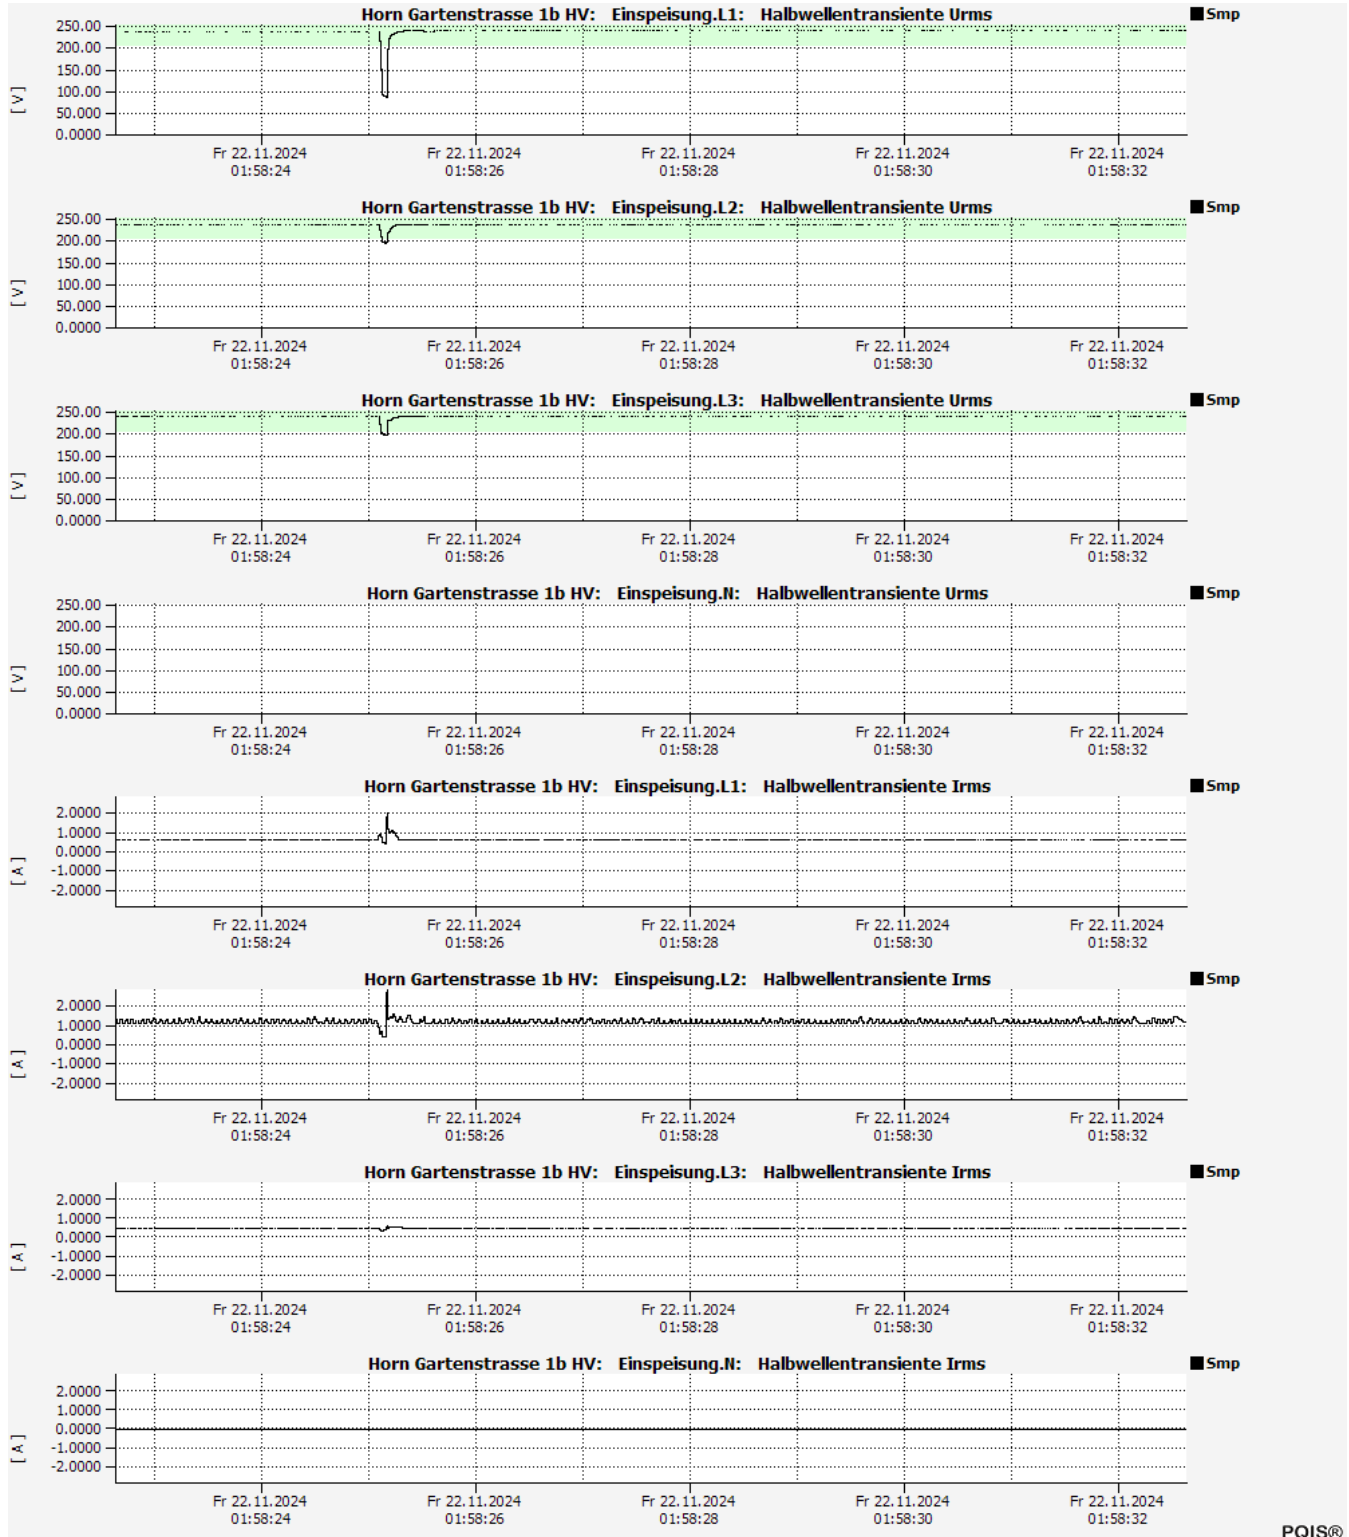 Horn Gartenstrasse 1b HV: Einspeisung.L1: Halbwellentransiente Urms
Smp
250.00
200.00
150.00
100.00
50.000
0.0000
[ V ]
Fr 22.11.2024 Fr 22.11.2024 Fr 22.11.2024 Fr 22.11.2024 Fr 22.11.2024
01:58:24 01:58:26 01:58:28 01:58:30 01:58:32
Horn Gartenstrasse 1b HV: Einspeisung.L2: Halbwellentransiente Urms
Smp
250.00
200.00
150.00
100.00
50.000
0.0000
[ V ]
Fr 22.11.2024 Fr 22.11.2024 Fr 22.11.2024 Fr 22.11.2024 Fr 22.11.2024
01:58:24 01:58:26 01:58:28 01:58:30 01:58:32
Horn Gartenstrasse 1b HV: Einspeisung.L3: Halbwellentransiente Urms
Smp
250.00
200.00
150.00
100.00
50.000
0.0000
[ V ]
Fr 22.11.2024 Fr 22.11.2024 Fr 22.11.2024 Fr 22.11.2024 Fr 22.11.2024
01:58:24 01:58:26 01:58:28 01:58:30 01:58:32
Horn Gartenstrasse 1b HV: Einspeisung.N: Halbwellentransiente Urms
Smp
250.00
200.00
150.00
100.00
50.000
0.0000
[ V ]
Fr 22.11.2024 Fr 22.11.2024 Fr 22.11.2024 Fr 22.11.2024 Fr 22.11.2024
01:58:24 01:58:26 01:58:28 01:58:30 01:58:32
Horn Gartenstrasse 1b HV: Einspeisung.L1: Halbwellentransiente Irms
Smp
2.0000
1.0000
0.0000
-1.0000
-2.0000
[ A ]
Fr 22.11.2024 Fr 22.11.2024 Fr 22.11.2024 Fr 22.11.2024 Fr 22.11.2024
01:58:24 01:58:26 01:58:28 01:58:30 01:58:32
Horn Gartenstrasse 1b HV: Einspeisung.L2: Halbwellentransiente Irms
Smp
2.0000
1.0000
0.0000
-1.0000
-2.0000
[ A ]
Fr 22.11.2024 Fr 22.11.2024 Fr 22.11.2024 Fr 22.11.2024 Fr 22.11.2024
01:58:24 01:58:26 01:58:28 01:58:30 01:58:32
Horn Gartenstrasse 1b HV: Einspeisung.L3: Halbwellentransiente Irms
Smp
2.0000
1.0000
0.0000
-1.0000
-2.0000
[ A ]
Fr 22.11.2024 Fr 22.11.2024 Fr 22.11.2024 Fr 22.11.2024 Fr 22.11.2024
01:58:24 01:58:26 01:58:28 01:58:30 01:58:32
Horn Gartenstrasse 1b HV: Einspeisung.N: Halbwellentransiente Irms
Smp
2.0000
1.0000
0.0000
-1.0000
-2.0000
[ A ]
Fr 22.11.2024 Fr 22.11.2024 Fr 22.11.2024 Fr 22.11.2024 Fr 22.11.2024
01:58:24 01:58:26 01:58:28 01:58:30 01:58:32
PQIS®